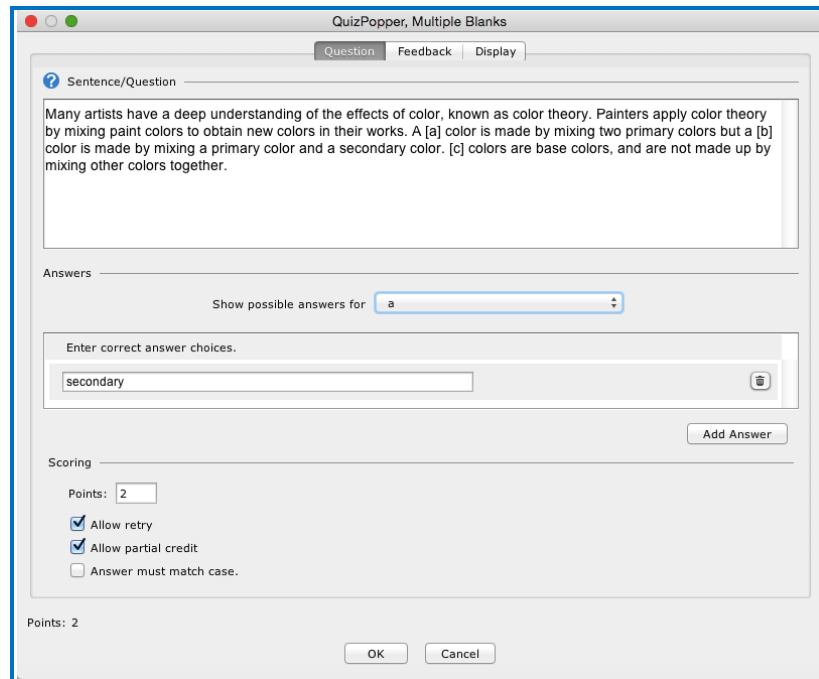 QuizPopper, Multiple Blanks
Question Feedback Display
Sentence/Question
Many artists have a deep understanding of the effects of color, known as color theory. Painters apply color theory
by mixing paint colors to obtain new colors in their works. A [a] color is made by mixing two primary colors but a [b]
color is made by mixing a primary color and a secondary color. [c] colors are base colors, and are not made up by
mixing other colors together.
Answers
Show possible answers for a
Enter correct answer choices.
secondary
Add Answer
Scoring
Points: 2
Allow retry
Allow partial credit
Answer must match case.
Points: 2
OK Cancel